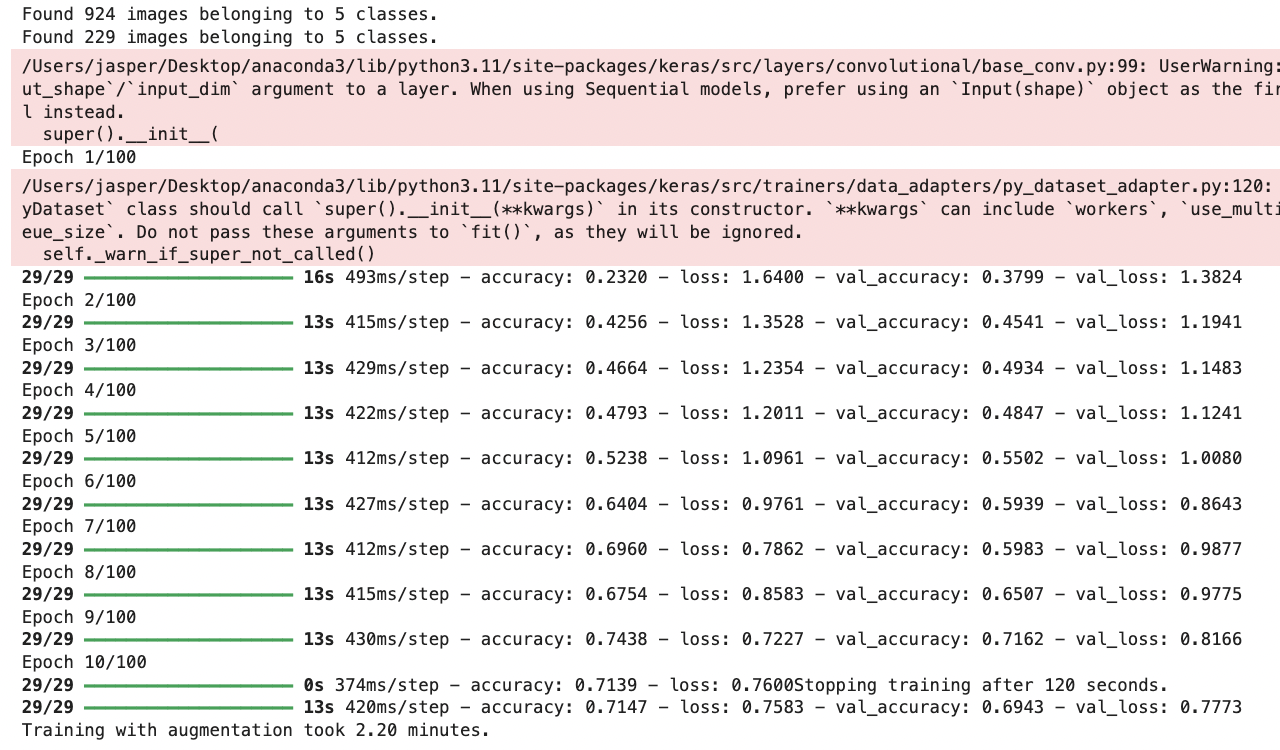 Found 924 images belonging to 5 classes.
Found 229 images belonging to 5 classes.
/Users/jasper/Desktop/anaconda3/lib/python3.11/site-packages/keras/src/layers/convolutional/base_conv.py:99: UserWarning:
ut_shape`/`input_dim` argument to a layer. When using Sequential models, prefer using an `Input(shape)` object as the fir
l instead.
  super().__init__(
Epoch 1/100
/Users/jasper/Desktop/anaconda3/lib/python3.11/site-packages/keras/src/trainers/data_adapters/py_dataset_adapter.py:120:
yDataset` class should call `super().__init__(**kwargs)` in its constructor. `**kwargs` can include `workers`, `use_multi
eue_size`. Do not pass these arguments to `fit()`, as they will be ignored.
  self._warn_if_super_not_called()
29/29 ━━━━━━━━━━━━━━━━━━━━ 16s 493ms/step - accuracy: 0.2320 - loss: 1.6400 - val_accuracy: 0.3799 - val_loss: 1.3824
Epoch 2/100
29/29 ━━━━━━━━━━━━━━━━━━━━ 13s 415ms/step - accuracy: 0.4256 - loss: 1.3528 - val_accuracy: 0.4541 - val_loss: 1.1941
Epoch 3/100
29/29 ━━━━━━━━━━━━━━━━━━━━ 13s 429ms/step - accuracy: 0.4664 - loss: 1.2354 - val_accuracy: 0.4934 - val_loss: 1.1483
Epoch 4/100
29/29 ━━━━━━━━━━━━━━━━━━━━ 13s 422ms/step - accuracy: 0.4793 - loss: 1.2011 - val_accuracy: 0.4847 - val_loss: 1.1241
Epoch 5/100
29/29 ━━━━━━━━━━━━━━━━━━━━ 13s 412ms/step - accuracy: 0.5238 - loss: 1.0961 - val_accuracy: 0.5502 - val_loss: 1.0080
Epoch 6/100
29/29 ━━━━━━━━━━━━━━━━━━━━ 13s 427ms/step - accuracy: 0.6404 - loss: 0.9761 - val_accuracy: 0.5939 - val_loss: 0.8643
Epoch 7/100
29/29 ━━━━━━━━━━━━━━━━━━━━ 13s 412ms/step - accuracy: 0.6960 - loss: 0.7862 - val_accuracy: 0.5983 - val_loss: 0.9877
Epoch 8/100
29/29 ━━━━━━━━━━━━━━━━━━━━ 13s 415ms/step - accuracy: 0.6754 - loss: 0.8583 - val_accuracy: 0.6507 - val_loss: 0.9775
Epoch 9/100
29/29 ━━━━━━━━━━━━━━━━━━━━ 13s 430ms/step - accuracy: 0.7438 - loss: 0.7227 - val_accuracy: 0.7162 - val_loss: 0.8166
Epoch 10/100
29/29 ━━━━━━━━━━━━━━━━━━━━ 0s 374ms/step - accuracy: 0.7139 - loss: 0.7600Stopping training after 120 seconds.
29/29 ━━━━━━━━━━━━━━━━━━━━ 13s 420ms/step - accuracy: 0.7147 - loss: 0.7583 - val_accuracy: 0.6943 - val_loss: 0.7773
Training with augmentation took 2.20 minutes.